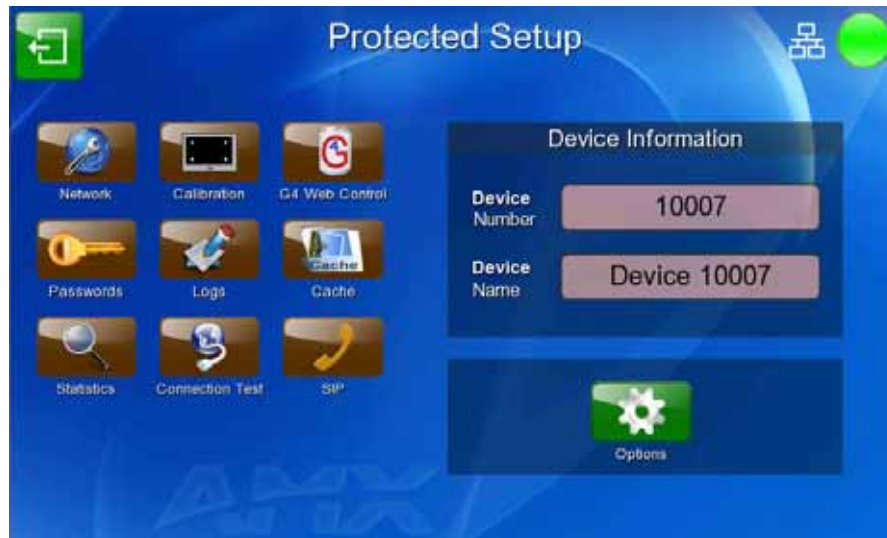 Protected Setup
Network
Calibration
G4 Web Control
Passwords
Logs
Cache
Cache
Statistics
Connection Test
SIP
Device Information
Device
Number
10007
Device
Name
Device 10007
Options
AMX